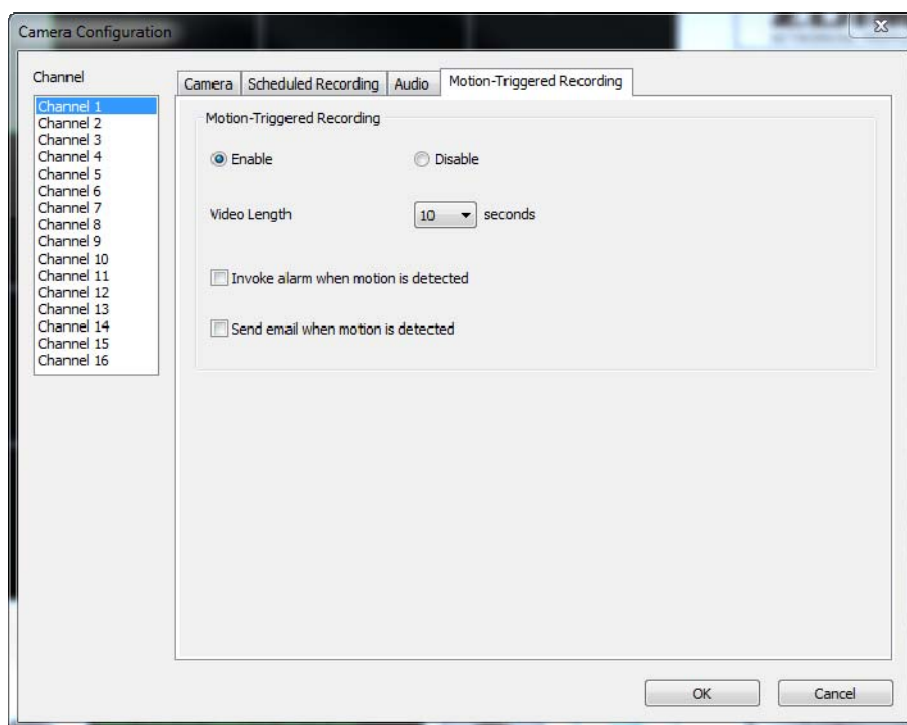 Camera Configuration
Channel
Channel 1
Channel 2
Channel 3
Channel 4
Channel 5
Channel 6
Channel 7
Channel 8
Channel 9
Channel 10
Channel 11
Channel 12
Channel 13
Channel 14
Channel 15
Channel 16
Camera Scheduled Recording Audio Motion-Triggered Recording
Motion-Triggered Recording
Enable Disable
Video Length 10 seconds
Invoke alarm when motion is detected
Send email when motion is detected
OK Cancel